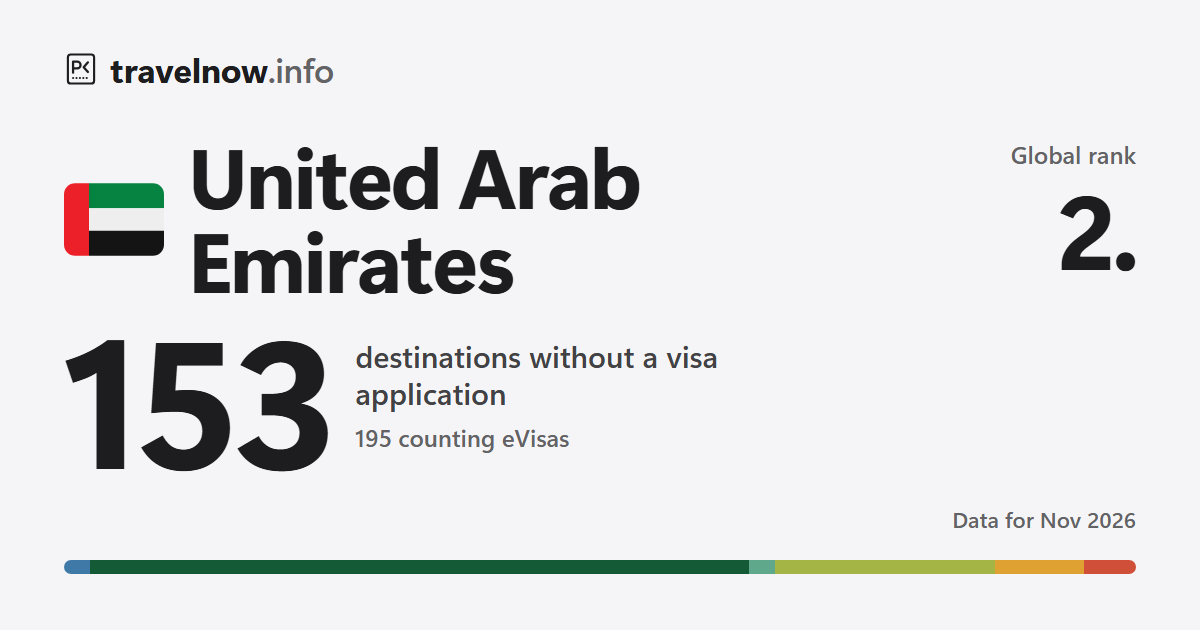 travelnow.info
United Arab
Emirates
Global rank
2.
153
destinations without a visa
application
195 counting eVisas
Data for Nov 2026